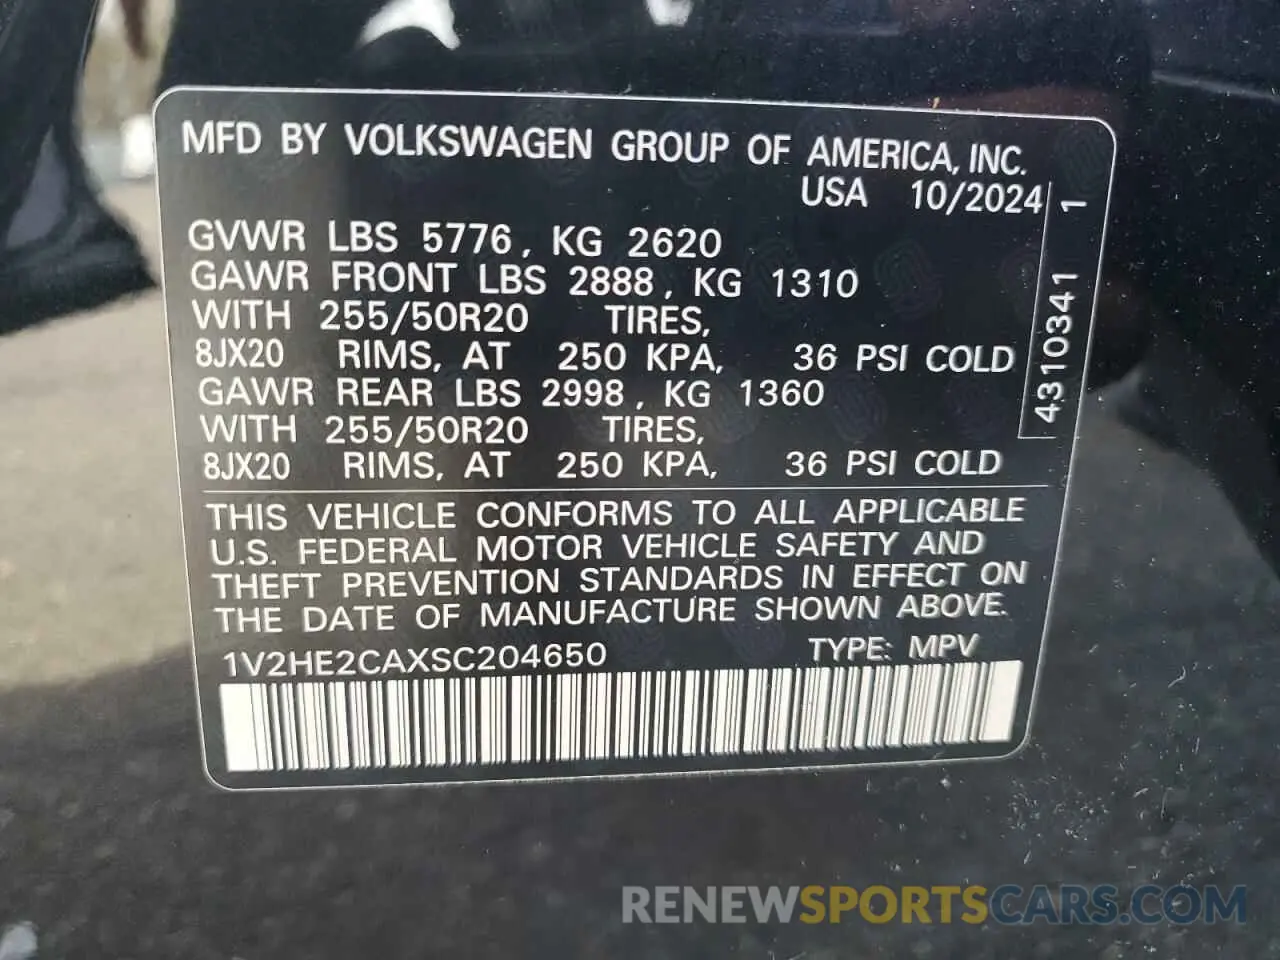 MFD BY VOLKSWAGEN GROUP OF AMERICA, INC.
USA 10/2024
GVWR LBS 5776, KG 2620
GAWR FRONT LBS 2888, KG 1310
WITH 255/50R20 TIRES,
8JX20 RIMS, AT 250 KPA, 36 PSI COLD
GAWR REAR LBS 2998, KG 1360
WITH 255/50R20 TIRES,
8JX20 RIMS, AT 250 KPA, 36 PSI COLD
4310341 1
THIS VEHICLE CONFORMS TO ALL APPLICABLE
U.S. FEDERAL MOTOR VEHICLE SAFETY AND
THEFT PREVENTION STANDARDS IN EFFECT ON
THE DATE OF MANUFACTURE SHOWN ABOVE.
1V2HE2CAXSC204650 TYPE: MPV
RENEWSPORTSCARS.COM